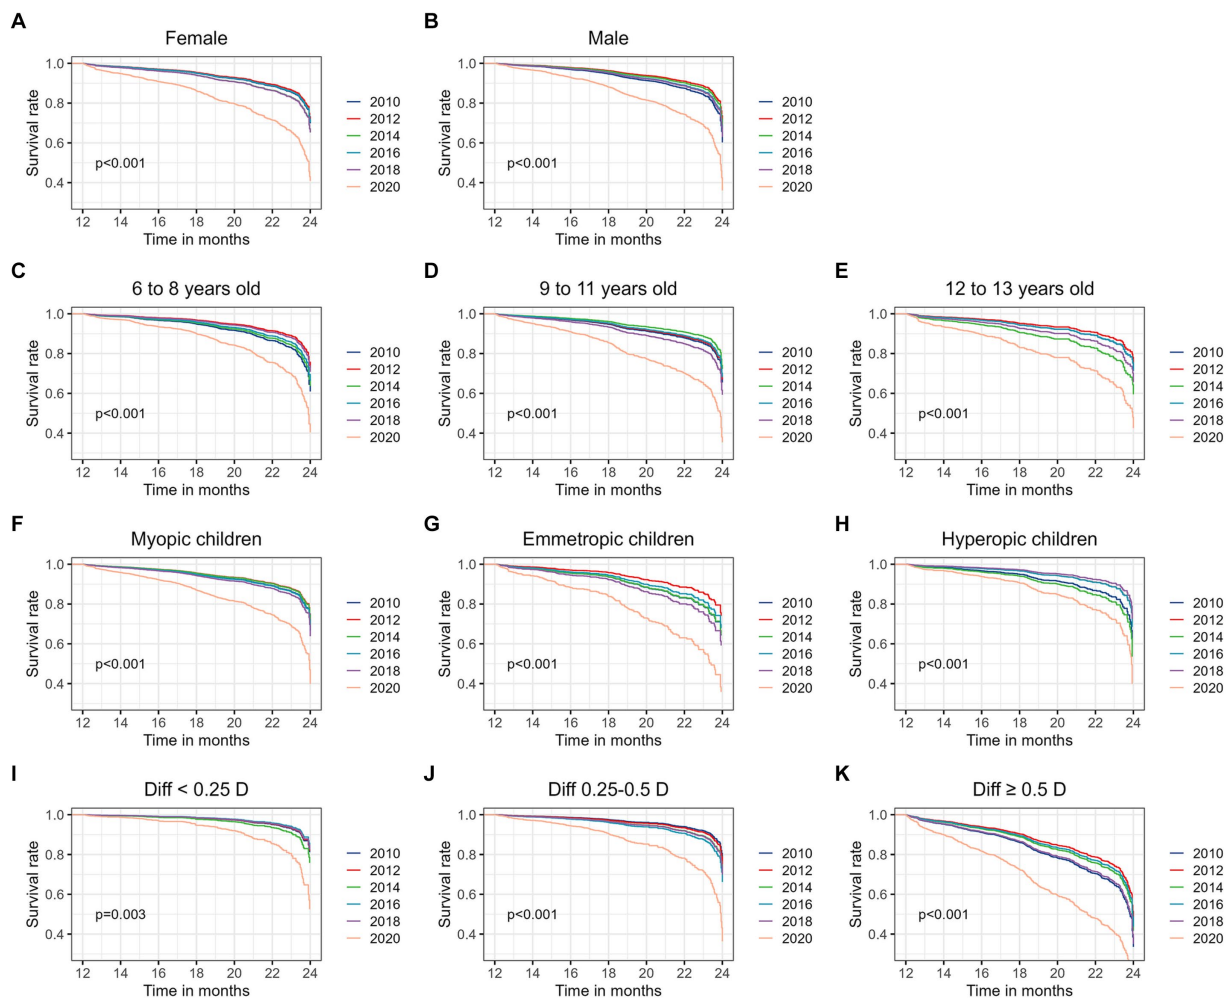 A
Female
1.0
0.8
0.6
0.4
Survival rate
p<0.001
12 14 16 18 20 22 24
Time in months
2010
2012
2014
2016
2018
2020
B
Male
1.0
0.8
0.6
0.4
Survival rate
p<0.001
12 14 16 18 20 22 24
Time in months
2010
2012
2014
2016
2018
2020
C
6 to 8 years old
1.0
0.8
0.6
0.4
Survival rate
p<0.001
12 14 16 18 20 22 24
Time in months
2010
2012
2014
2016
2018
2020
D
9 to 11 years old
1.0
0.8
0.6
0.4
Survival rate
p<0.001
12 14 16 18 20 22 24
Time in months
2010
2012
2014
2016
2018
2020
E
12 to 13 years old
1.0
0.8
0.6
0.4
Survival rate
p<0.001
12 14 16 18 20 22 24
Time in months
2010
2012
2014
2016
2018
2020
F
Myopic children
1.0
0.8
0.6
0.4
Survival rate
p<0.001
12 14 16 18 20 22 24
Time in months
2010
2012
2014
2016
2018
2020
G
Emmetropic children
1.0
0.8
0.6
0.4
Survival rate
p<0.001
12 14 16 18 20 22 24
Time in months
2010
2012
2014
2016
2018
2020
H
Hyperopic children
1.0
0.8
0.6
0.4
Survival rate
p<0.001
12 14 16 18 20 22 24
Time in months
2010
2012
2014
2016
2018
2020
I
Diff < 0.25 D
1.0
0.8
0.6
0.4
Survival rate
p=0.003
12 14 16 18 20 22 24
Time in months
2010
2012
2014
2016
2018
2020
J
Diff 0.25-0.5 D
1.0
0.8
0.6
0.4
Survival rate
p<0.001
12 14 16 18 20 22 24
Time in months
2010
2012
2014
2016
2018
2020
K
Diff ≥ 0.5 D
1.0
0.8
0.6
0.4
Survival rate
p<0.001
12 14 16 18 20 22 24
Time in months
2010
2012
2014
2016
2018
2020